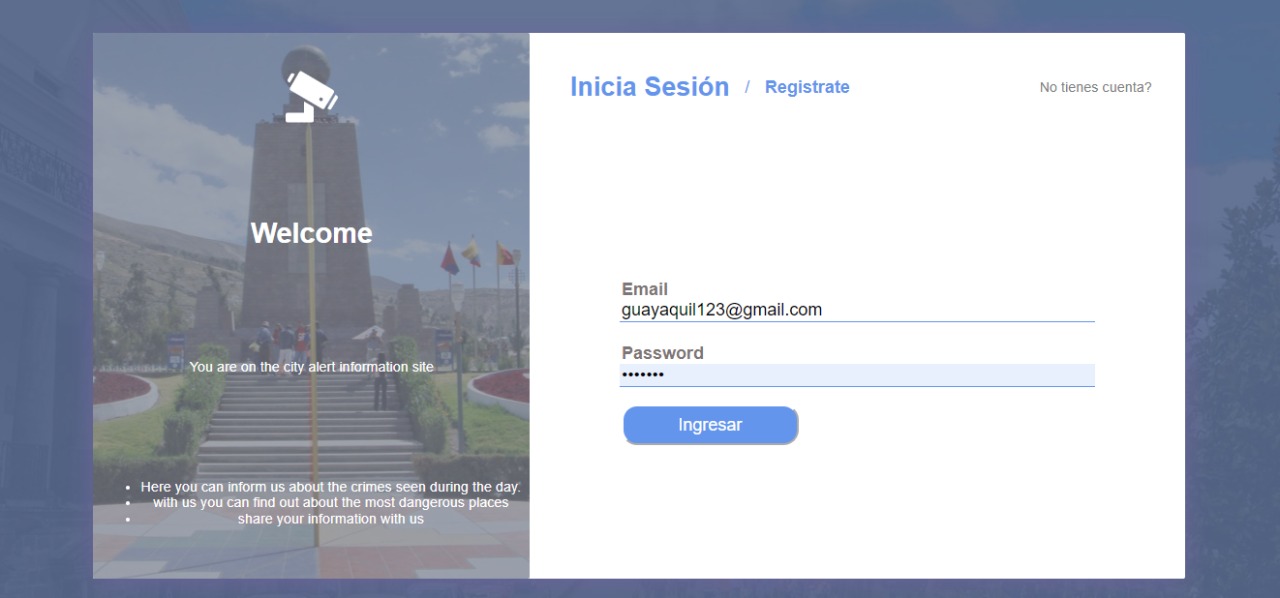 Welcome
You are on the city alert information site
• Here you can inform us about the crimes seen during the day.
• with us you can find out about the most dangerous places
• share your information with us
Inicia Sesión / Registrate
No tienes cuenta?
Email
guayaquil123@gmail.com
Password
•••••••
Ingresar